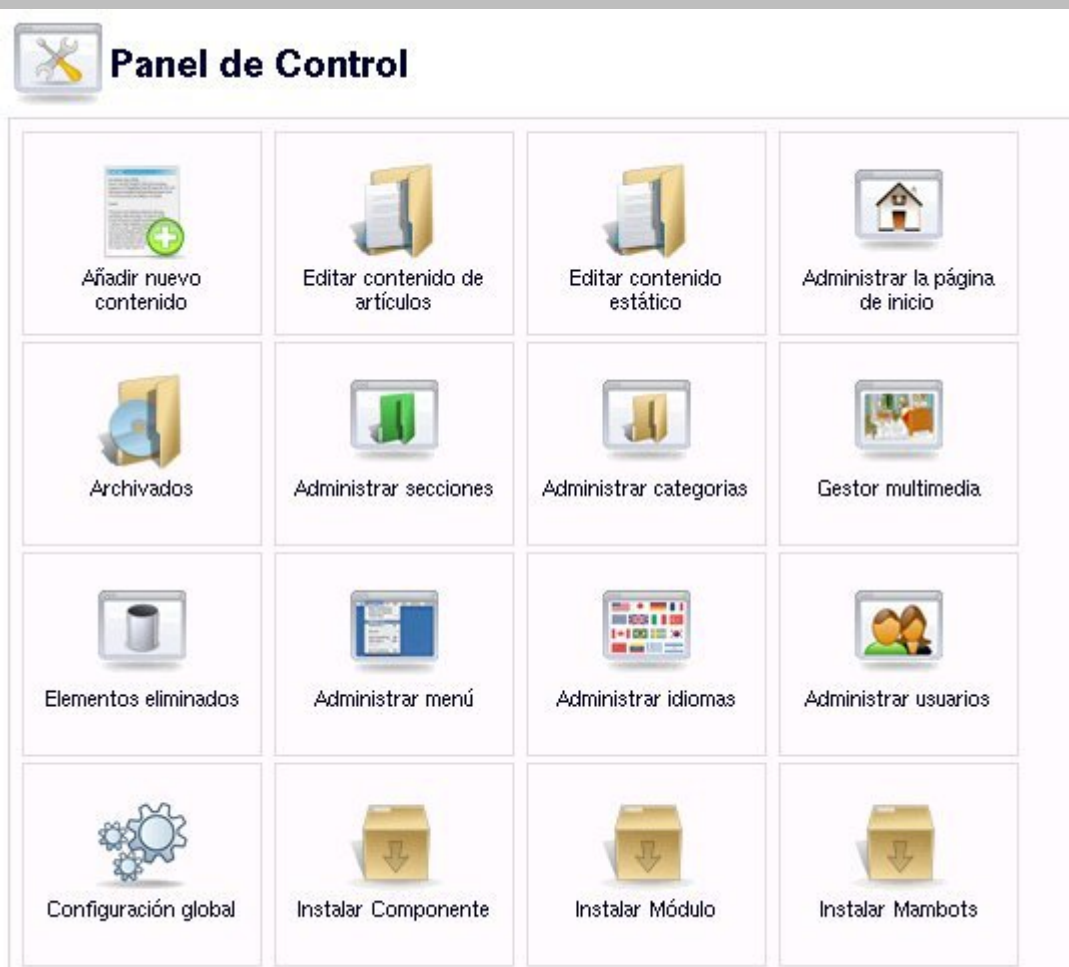 Panel de Control
Añadir nuevo
contenido
Editar contenido de
artículos
Editar contenido
estático
Administrar la página
de inicio
Archivados
Administrar secciones
Administrar categorias
Gestor multimedia
Elementos eliminados
Administrar menú
Administrar idiomas
Administrar usuarios
Configuración global
Instalar Componente
Instalar Módulo
Instalar Mambots